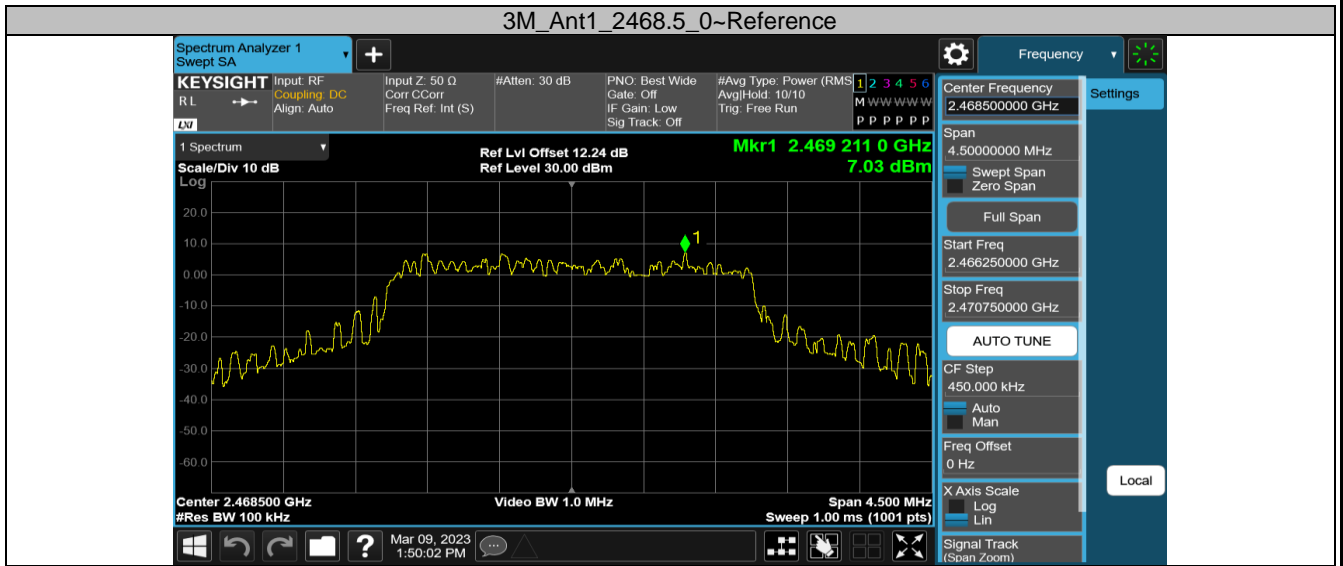 3M_Ant1_2468.5_0~Reference
Spectrum Analyzer 1
Swept SA
+
Frequency
KEYSIGHT
R L
LXI
Input: RF
Coupling: DC
Align: Auto
Input Z: 50 Ω
Corr CCorr
Freq Ref: Int (S)
#Atten: 30 dB
PNO: Best Wide
Gate: Off
IF Gain: Low
Sig Track: Off
#Avg Type: Power (RMS
Avg|Hold: 10/10
Trig: Free Run
1 2 3 4 5 6
M W W W W W
P P P P P P
1 Spectrum
Scale/Div 10 dB
Ref Lvl Offset 12.24 dB
Ref Level 30.00 dBm
Mkr1 2.469 211 0 GHz
7.03 dBm
Log
20.0
10.0
0.00
-10.0
-20.0
-30.0
-40.0
-50.0
-60.0
1
Center 2.468500 GHz
#Res BW 100 kHz
Video BW 1.0 MHz
Span 4.500 MHz
Sweep 1.00 ms (1001 pts)
Mar 09, 2023
1:50:02 PM
?
Center Frequency
2.468500000 GHz
Span
4.50000000 MHz
Swept Span
Zero Span
Full Span
Start Freq
2.466250000 GHz
Stop Freq
2.470750000 GHz
AUTO TUNE
CF Step
450.000 kHz
Auto
Man
Freq Offset
0 Hz
X Axis Scale
Log
Lin
Signal Track
(Span Zoom)
Settings
Local